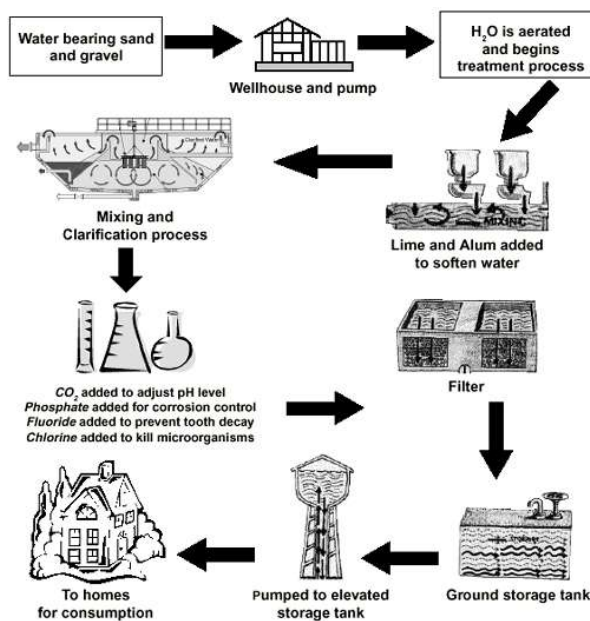 Water bearing sand
and gravel
Wellhouse and pump
H₂O is aerated
and begins
treatment process
Mixing and
Clarification process
MIXING
Lime and Alum added
to soften water
CO₂ added to adjust pH level
Phosphate added for corrosion control
Fluoride added to prevent tooth decay
Chlorine added to kill microorganisms
Filter
To homes
for consumption
Pumped to elevated
storage tank
Ground storage tank